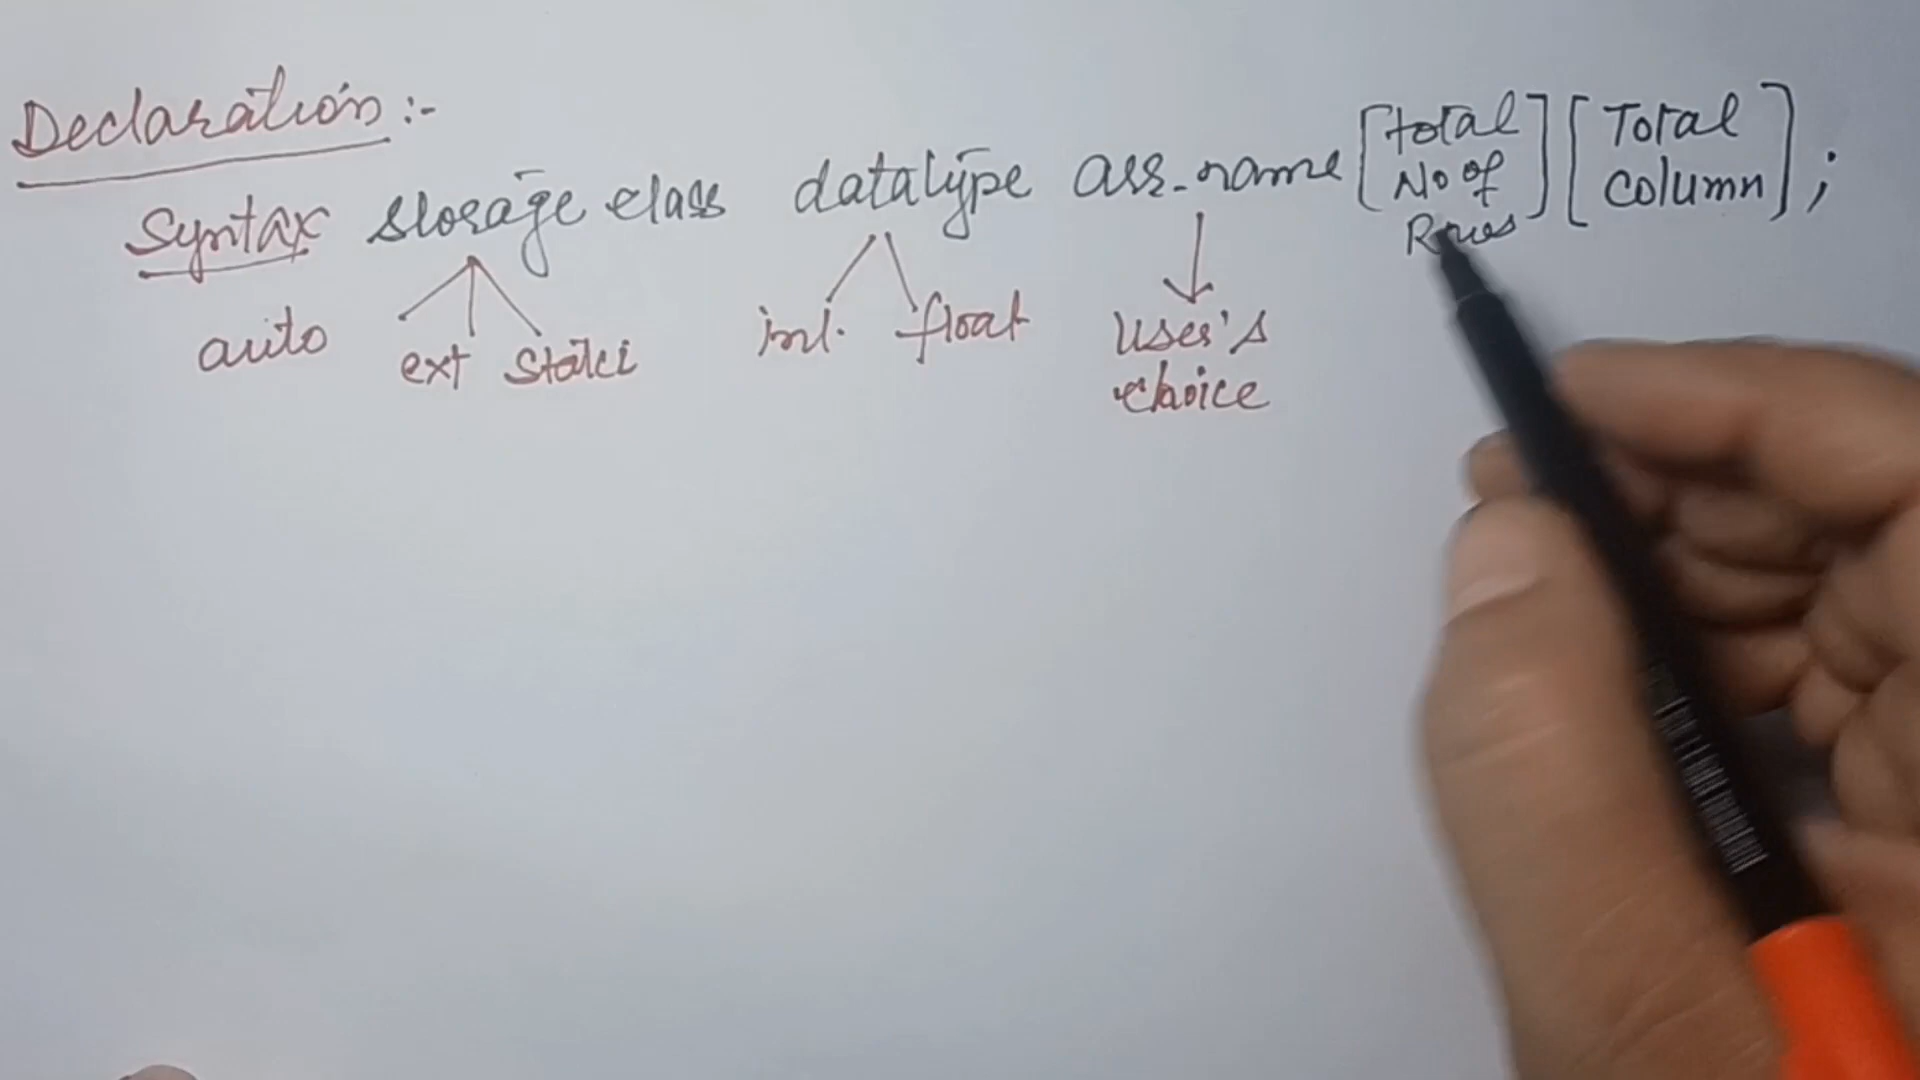 Declaration :-
Syntax storage class datatype arr_name [Total No of Rows] [Total Column] ;
auto ext static int. float User's choice